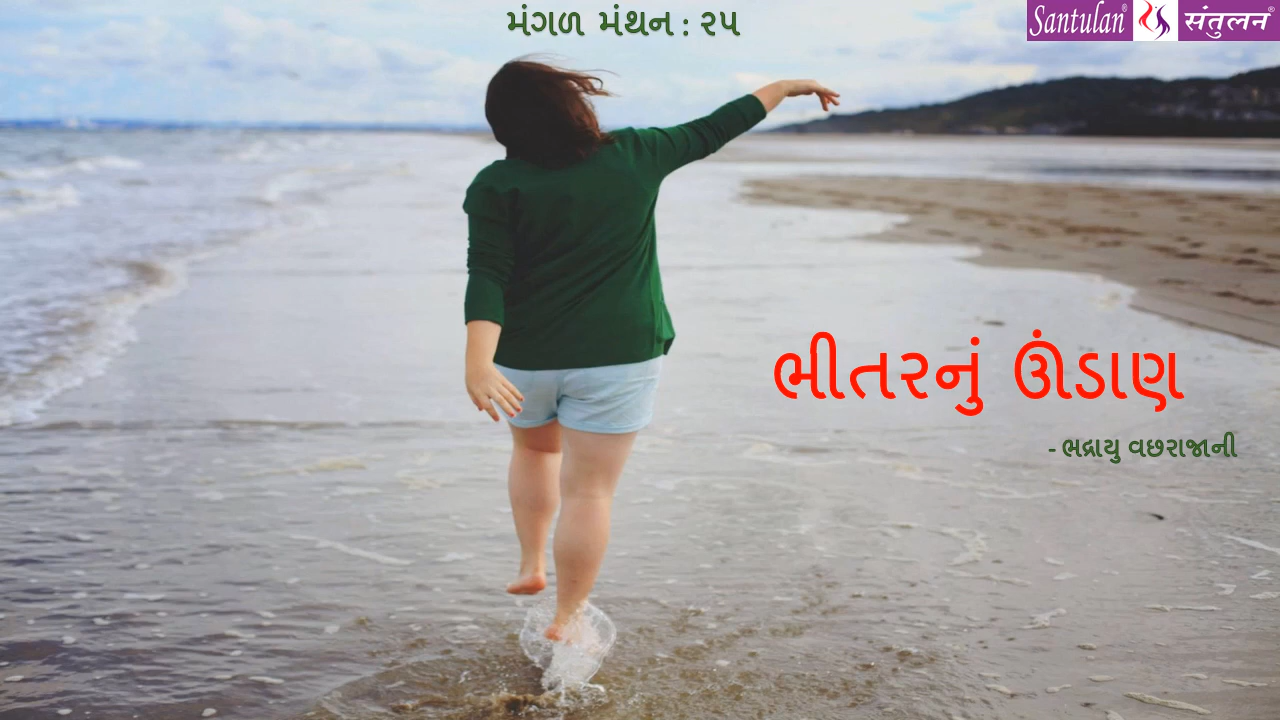 મંગળ મંથન : ૨૫
Santulan® સંતુલન®
ભીતરનું ઊંડાણ
- ભદ્રાયુ વછરાજાની